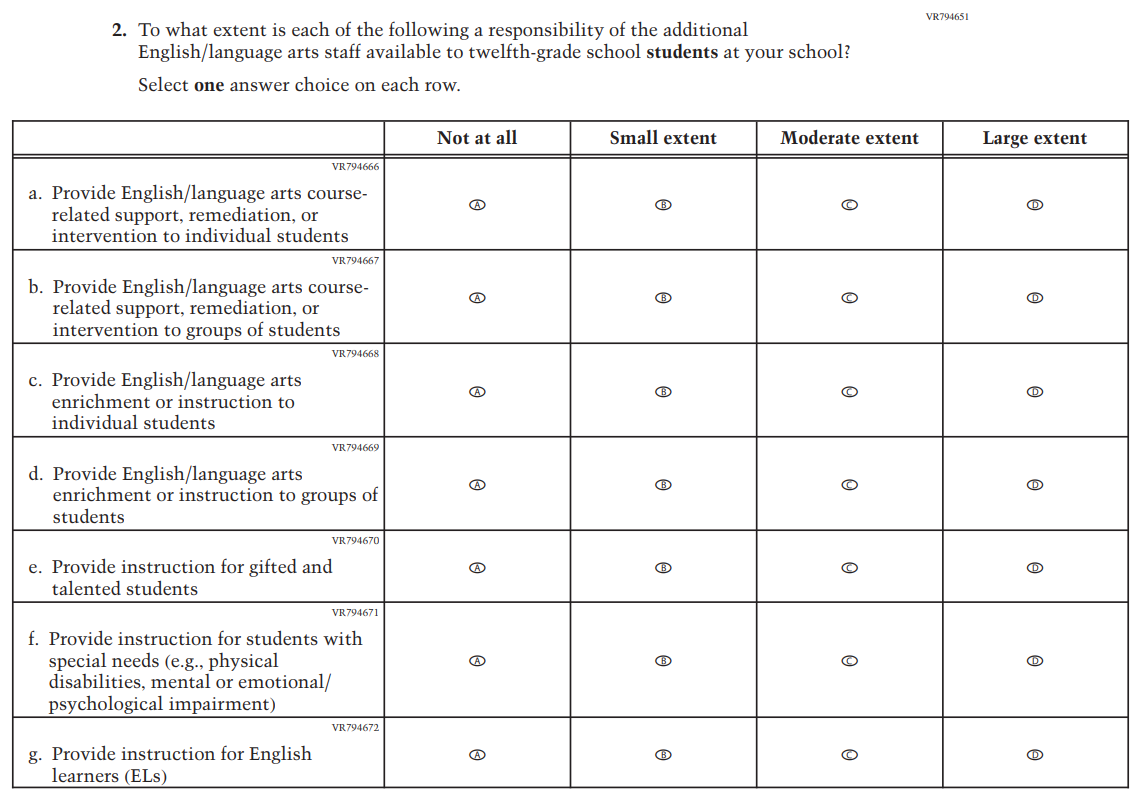 VR794651
2. To what extent is each of the following a responsibility of the additional
English/language arts staff available to twelfth-grade school students at your school?
Select one answer choice on each row.
Not at all Small extent Moderate extent Large extent
VR794666
a. Provide English/language arts course-
related support, remediation, or
intervention to individual students
A B C D
VR794667
b. Provide English/language arts course-
related support, remediation, or
intervention to groups of students
A B C D
VR794668
c. Provide English/language arts
enrichment or instruction to
individual students
A B C D
VR794669
d. Provide English/language arts
enrichment or instruction to groups of
students
A B C D
VR794670
e. Provide instruction for gifted and
talented students
A B C D
VR794671
f. Provide instruction for students with
special needs (e.g., physical
disabilities, mental or emotional/
psychological impairment)
A B C D
VR794672
g. Provide instruction for English
learners (ELs)
A B C D